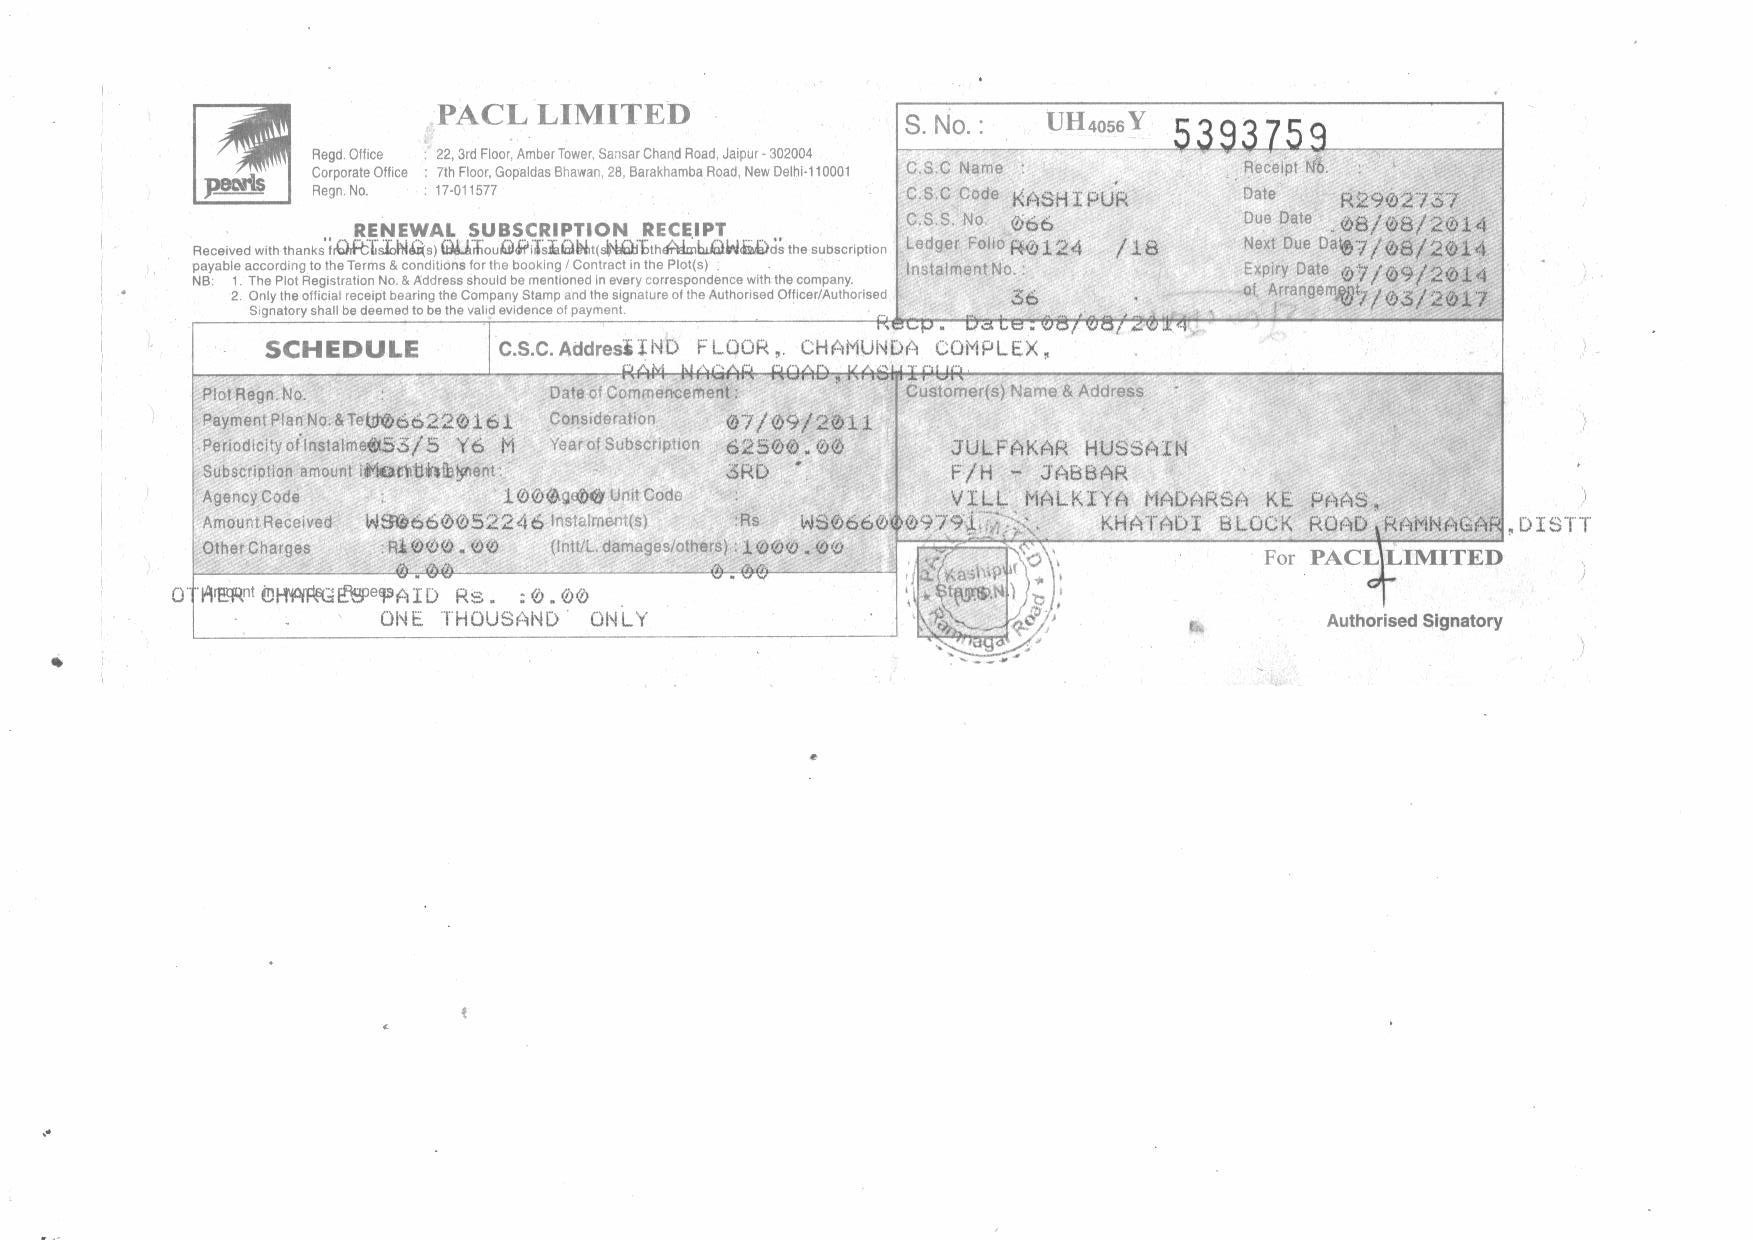 PACL LIMITED
pearls
Regd. Office : 22, 3rd Floor, Amber Tower, Sansar Chand Road, Jaipur - 302004
Corporate Office : 7th Floor, Gopaldas Bhawan, 28, Barakhamba Road, New Delhi-110001
Regn. No. : 17-011577
RENEWAL SUBSCRIPTION RECEIPT
"OPTING OUT OPTION NOT ALLOWED"
Received with thanks from Customer(s) the amount of instalment(s) and other amount towards the subscription
payable according to the Terms & conditions for the booking / Contract in the Plot(s)
NB: 1. The Plot Registration No. & Address should be mentioned in every correspondence with the company.
2. Only the official receipt bearing the Company Stamp and the signature of the Authorised Officer/Authorised
Signatory shall be deemed to be the valid evidence of payment.
S. No. : UH4056Y 5393759
C.S.C Name : Receipt No. :
C.S.C Code KASHIPUR Date R2902737
C.S.S. No. 066 Due Date 08/08/2014
Ledger Folio R0124 /18 Next Due Date 07/08/2014
Instalment No. : Expiry Date 07/09/2014
36 of Arrangement 07/03/2017
Recp. Date:08/08/2014
SCHEDULE C.S.C. Address IIND FLOOR,. CHAMUNDA COMPLEX,
RAM NAGAR ROAD,KASHIPUR
Plot Regn. No. : Date of Commencement :
Payment Plan No. & Term U066220161 Consideration 07/09/2011
Periodicity of Instalment 053/5 Y6 M Year of Subscription 62500.00
Subscription amount instalment : Monthly 3RD
Agency Code : 1000.00 Agency Unit Code :
Amount Received WS0660052246 Instalment(s) :Rs WS0660009791
Other Charges :R 1000.00 (Intt/L. damages/others) : 1000.00
0.00 0.00
Customer(s) Name & Address
JULFAKAR HUSSAIN
F/H - JABBAR
VILL MALKIYA MADARSA KE PAAS,
KHATADI BLOCK ROAD,RAMNAGAR,DISTT
Amount in words : Rupees
OTHER CHARGES PAID Rs. :0.00
ONE THOUSAND ONLY
PACL LIMITED
Kashipur
Stamp
Ramnagar Road
For PACL LIMITED
Authorised Signatory